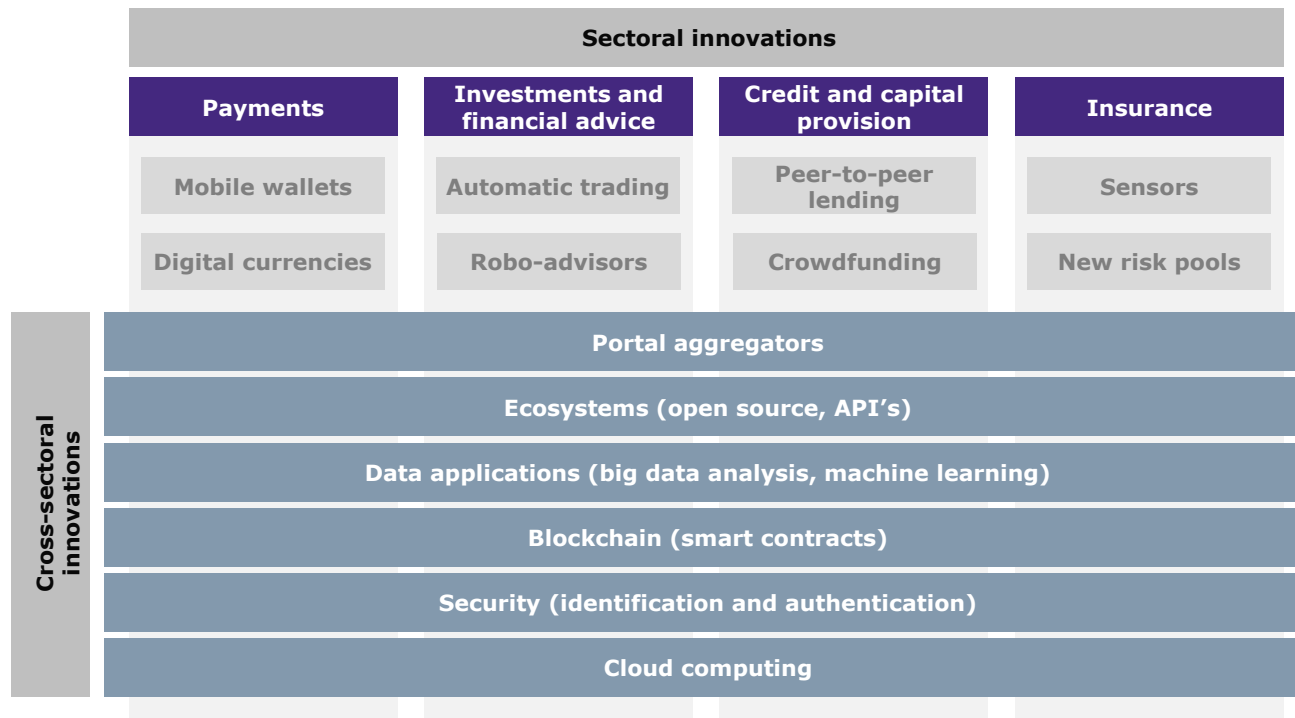 Sectoral innovations
Payments
Investments and
financial advice
Credit and capital
provision
Insurance
Mobile wallets
Automatic trading
Peer-to-peer
lending
Sensors
Digital currencies
Robo-advisors
Crowdfunding
New risk pools
Cross-sectoral
innovations
Portal aggregators
Ecosystems (open source, API’s)
Data applications (big data analysis, machine learning)
Blockchain (smart contracts)
Security (identification and authentication)
Cloud computing